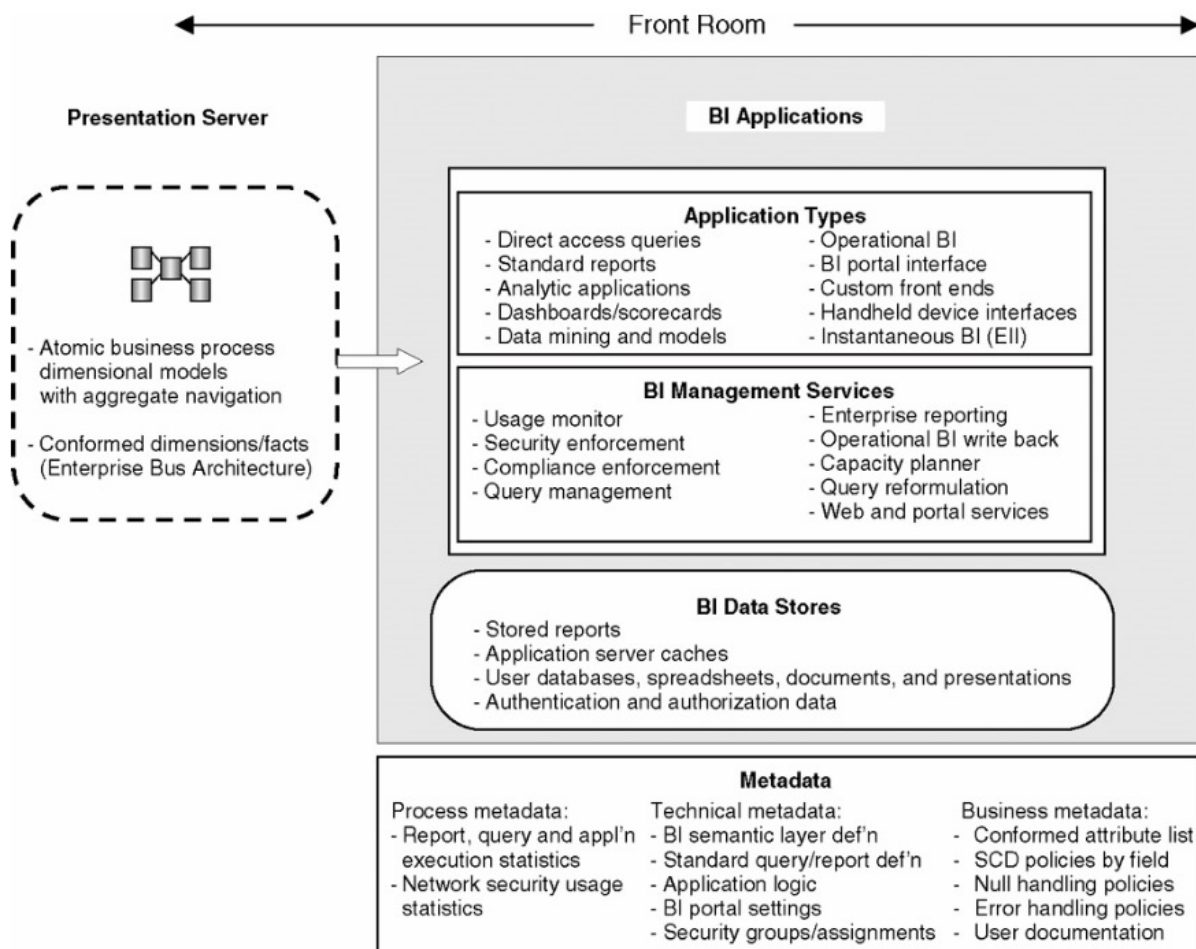 Front Room
Presentation Server
- Atomic business process
dimensional models
with aggregate navigation
- Conformed dimensions/facts
(Enterprise Bus Architecture)
BI Applications
Application Types
- Direct access queries
- Standard reports
- Analytic applications
- Dashboards/scorecards
- Data mining and models
- Operational BI
- BI portal interface
- Custom front ends
- Handheld device interfaces
- Instantaneous BI (EII)
BI Management Services
- Usage monitor
- Security enforcement
- Compliance enforcement
- Query management
- Enterprise reporting
- Operational BI write back
- Capacity planner
- Query reformulation
- Web and portal services
BI Data Stores
- Stored reports
- Application server caches
- User databases, spreadsheets, documents, and presentations
- Authentication and authorization data
Metadata
Process metadata:
- Report, query and appl'n
execution statistics
- Network security usage
statistics
Technical metadata:
- BI semantic layer def'n
- Standard query/report def'n
- Application logic
- BI portal settings
- Security groups/assignments
Business metadata:
- Conformed attribute list
- SCD policies by field
- Null handling policies
- Error handling policies
- User documentation